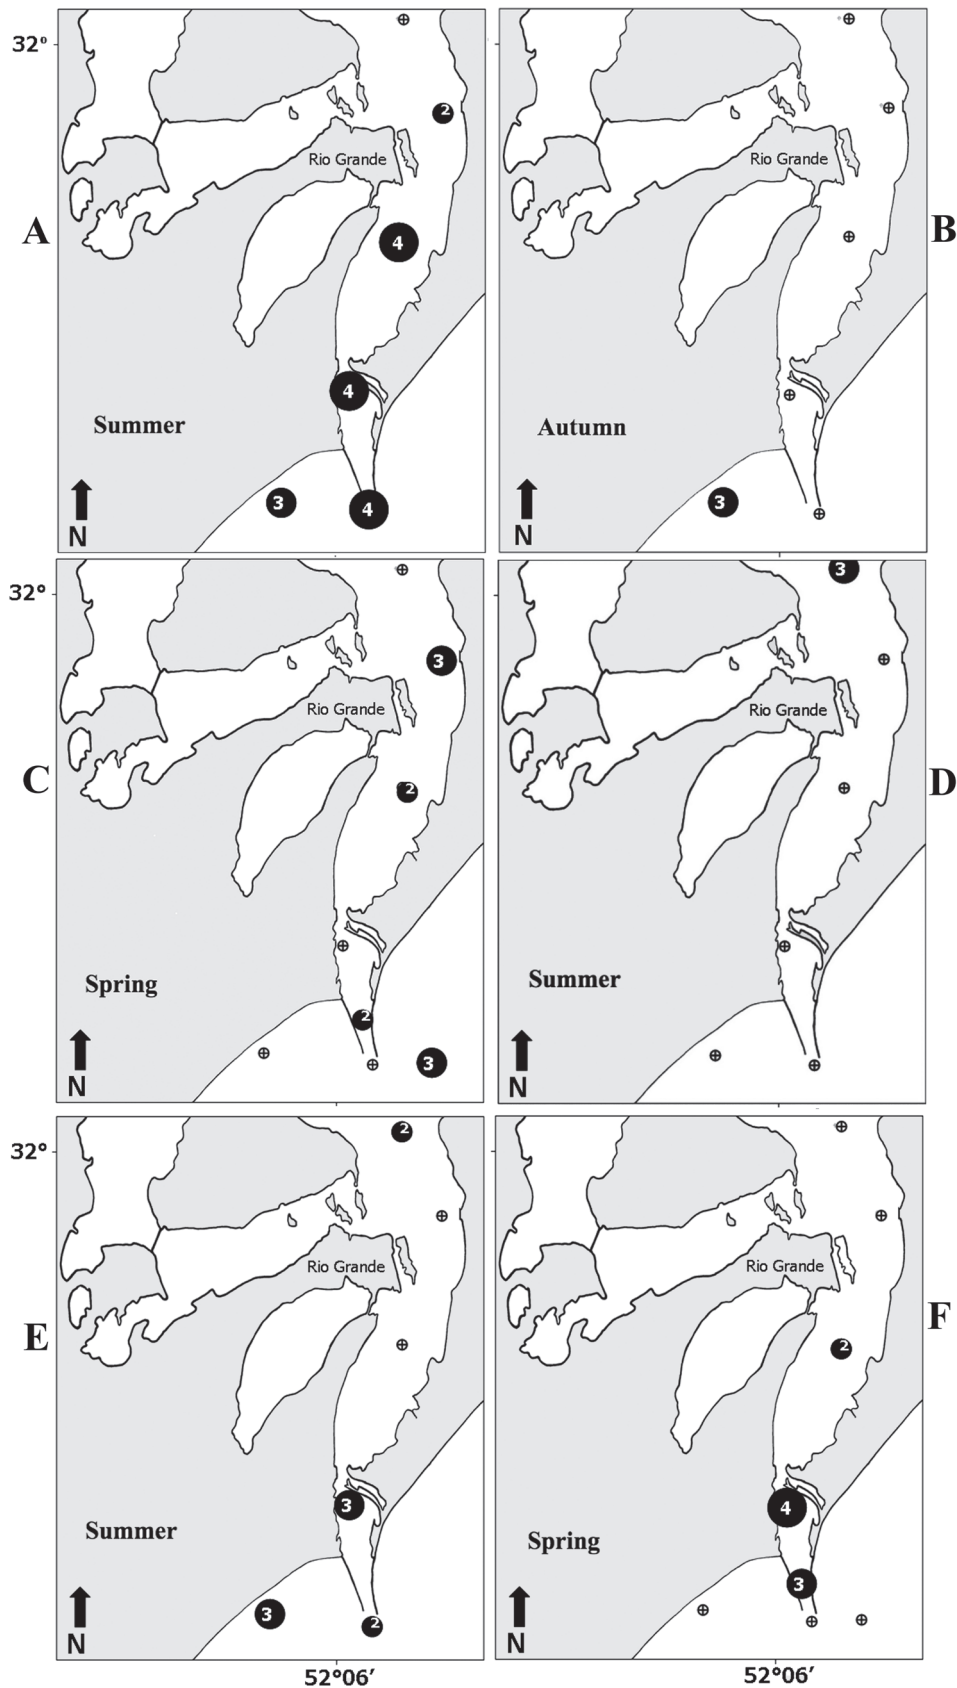 32°
2
Rio Grande
A
4
B
4
Summer
3
4
N
Rio Grande
Autumn
3
N
32°
3
Rio Grande
C
2
Spring
2
3
N
3
Rio Grande
D
Summer
N
32°
2
Rio Grande
E
3
Summer
3
2
N
52°06′
Rio Grande
F
2
4
Spring
3
N
52°06′